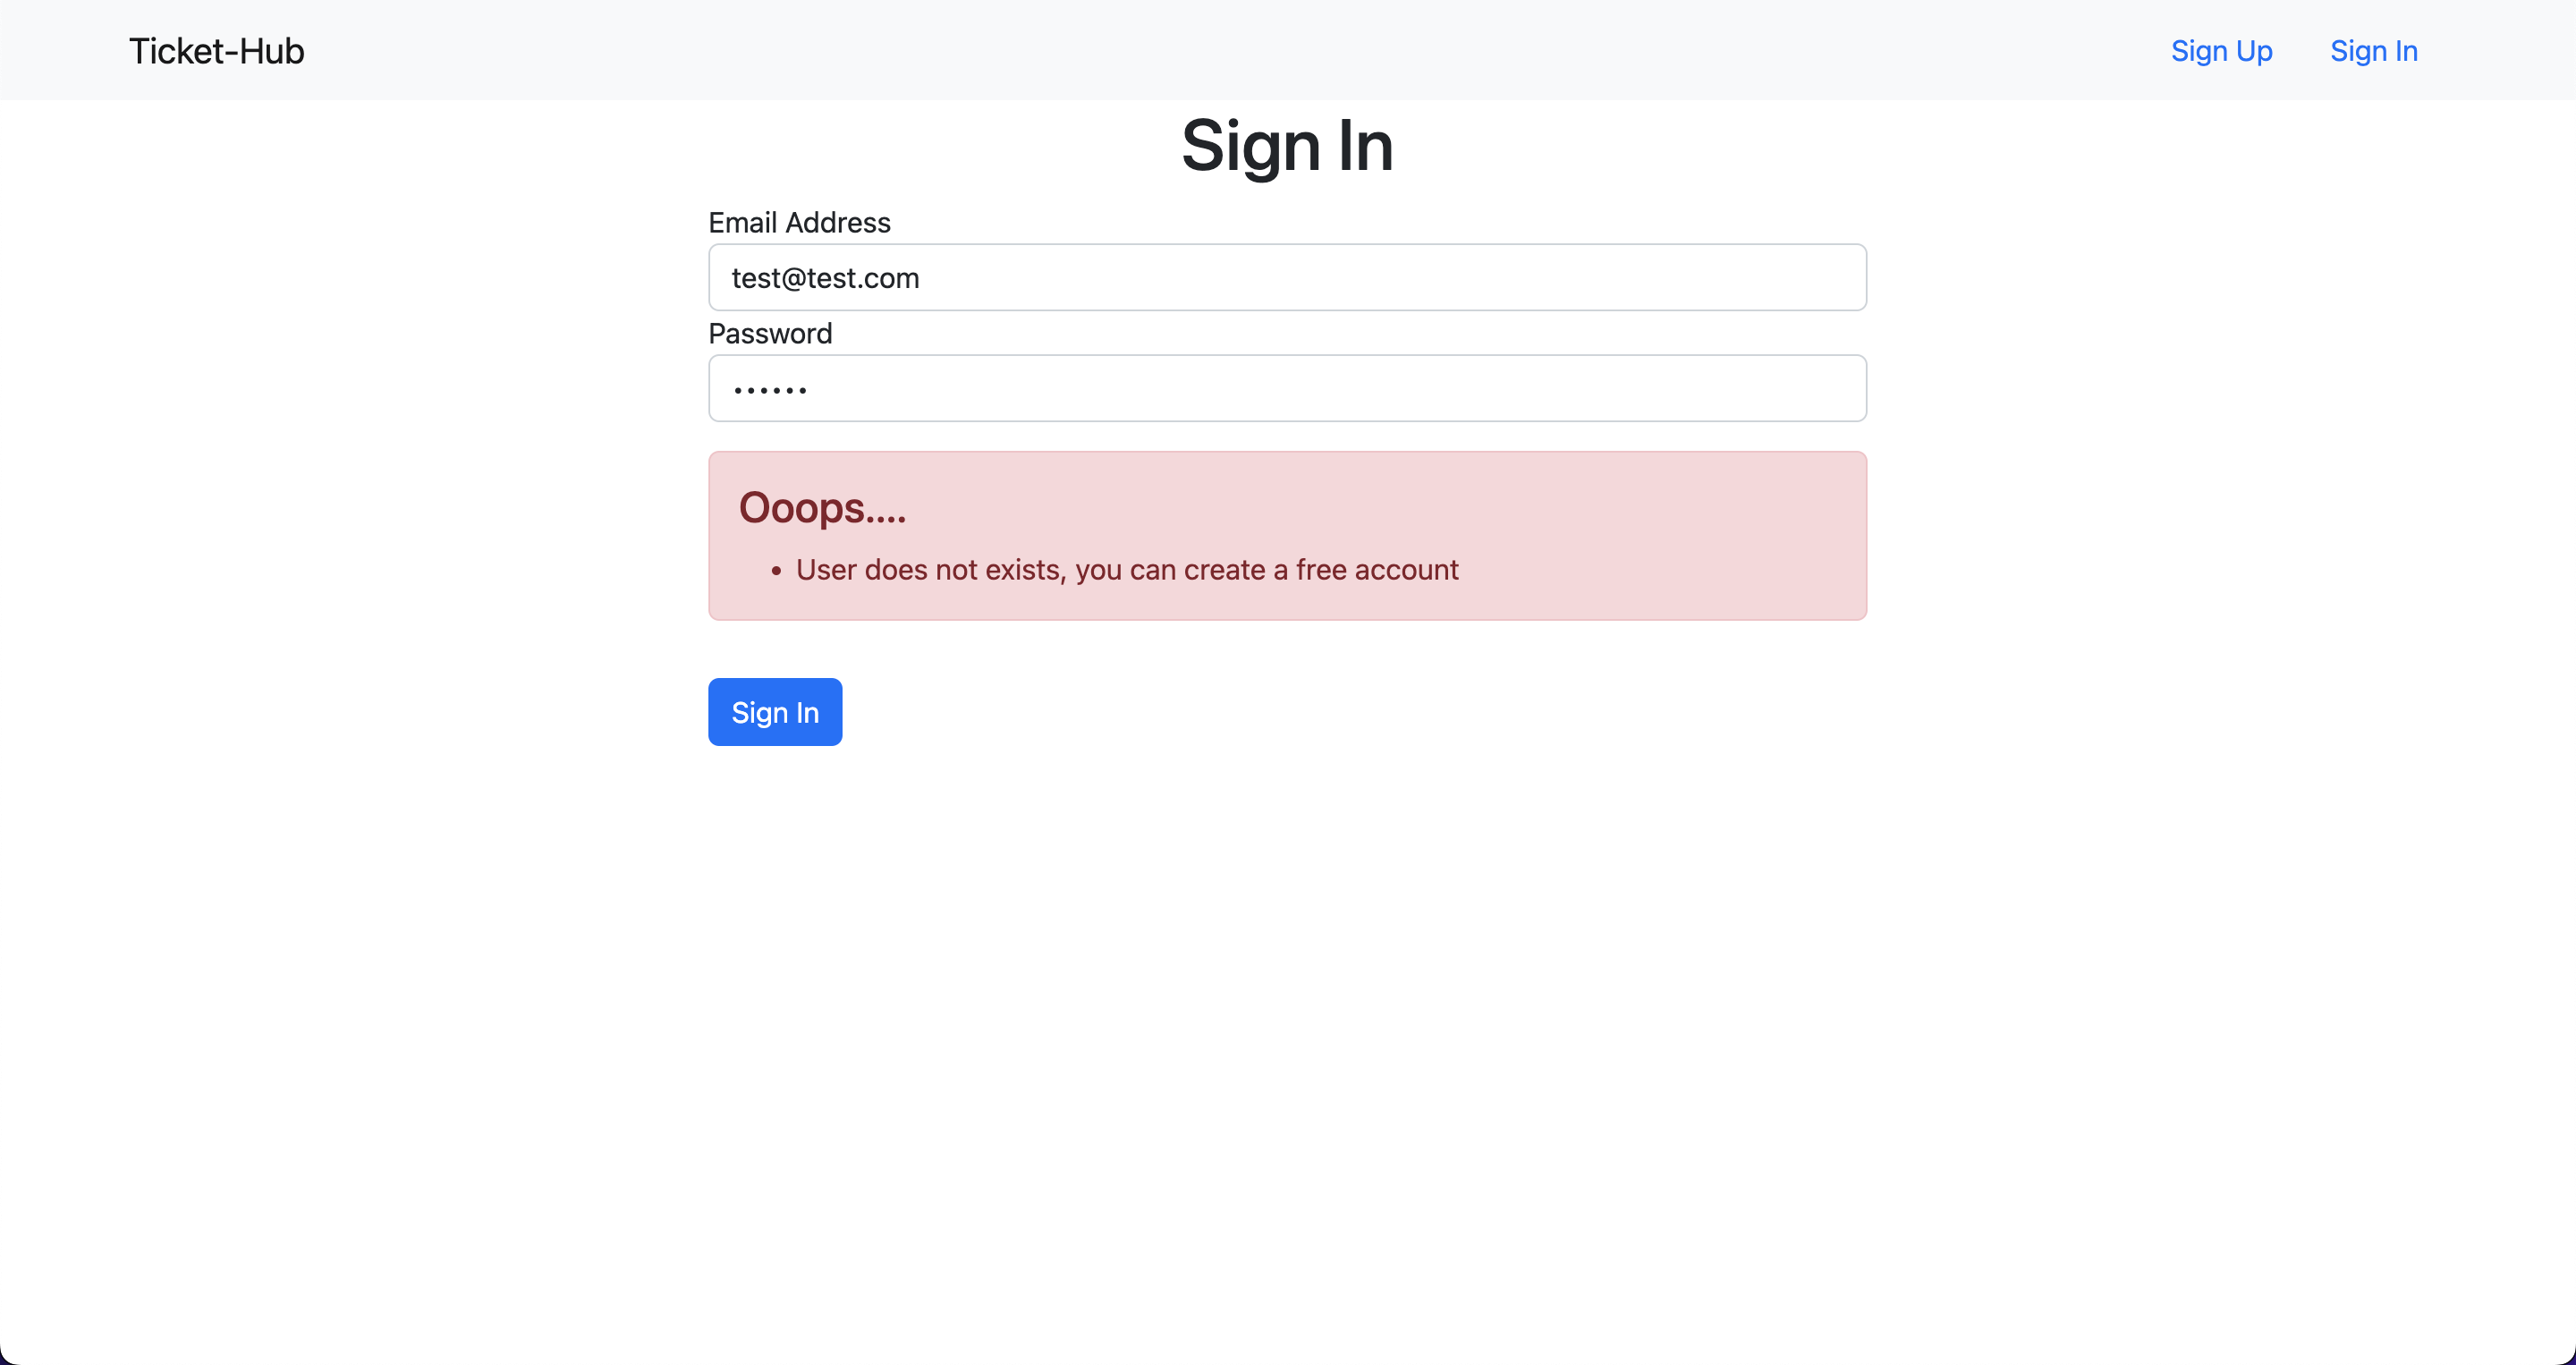 Ticket-Hub Sign Up Sign In
Sign In
Email Address
test@test.com
Password
••••••
Ooops....
• User does not exists, you can create a free account
Sign In